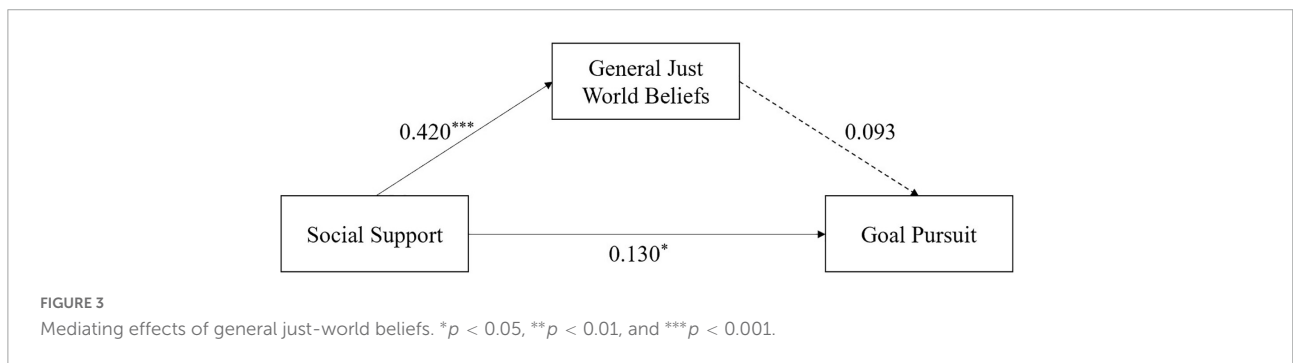 General Just
World Beliefs
0.420***
0.093
Social Support
Goal Pursuit
0.130*
FIGURE 3
Mediating effects of general just-world beliefs. *p < 0.05, **p < 0.01, and ***p < 0.001.